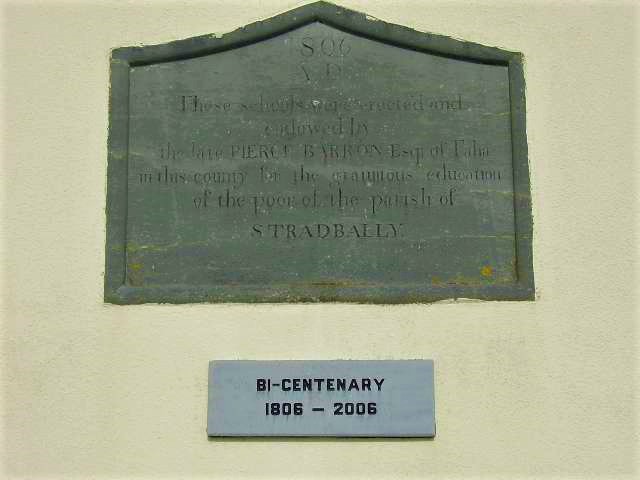 1806
A D
These schools were erected and
endowed by
the late PIERCE BARRON Esqr. of Faha
in this county for the gratuitous education
of the poor of the parish of
STRADBALLY.
BI-CENTENARY
1806 – 2006